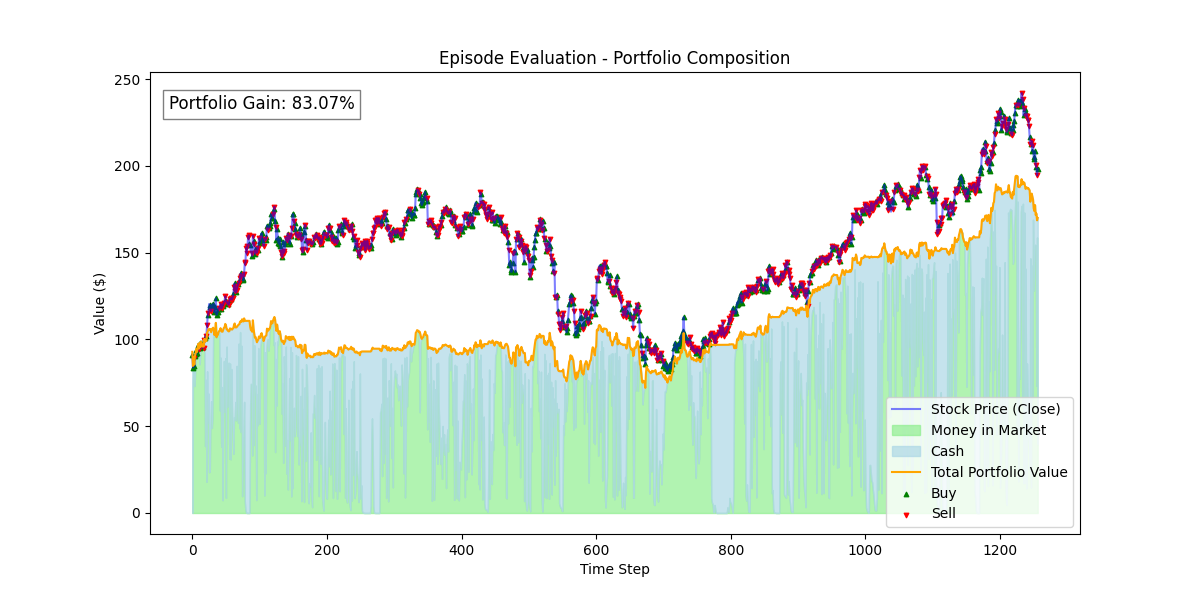 Episode Evaluation - Portfolio Composition
Portfolio Gain: 83.07%
Value ($)
250
200
150
100
50
0
0 200 400 600 800 1000 1200
Time Step
Stock Price (Close)
Money in Market
Cash
Total Portfolio Value
Buy
Sell